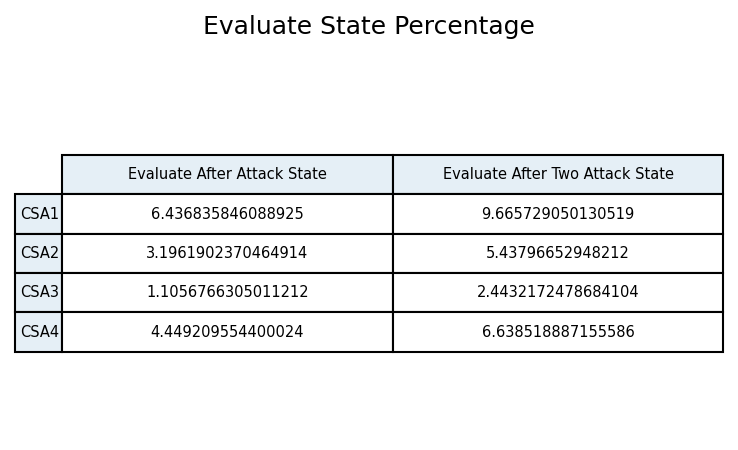 Evaluate State Percentage
Evaluate After Attack State Evaluate After Two Attack State
CSA1 6.436835846088925 9.665729050130519
CSA2 3.1961902370464914 5.43796652948212
CSA3 1.1056766305011212 2.4432172478684104
CSA4 4.449209554400024 6.638518887155586